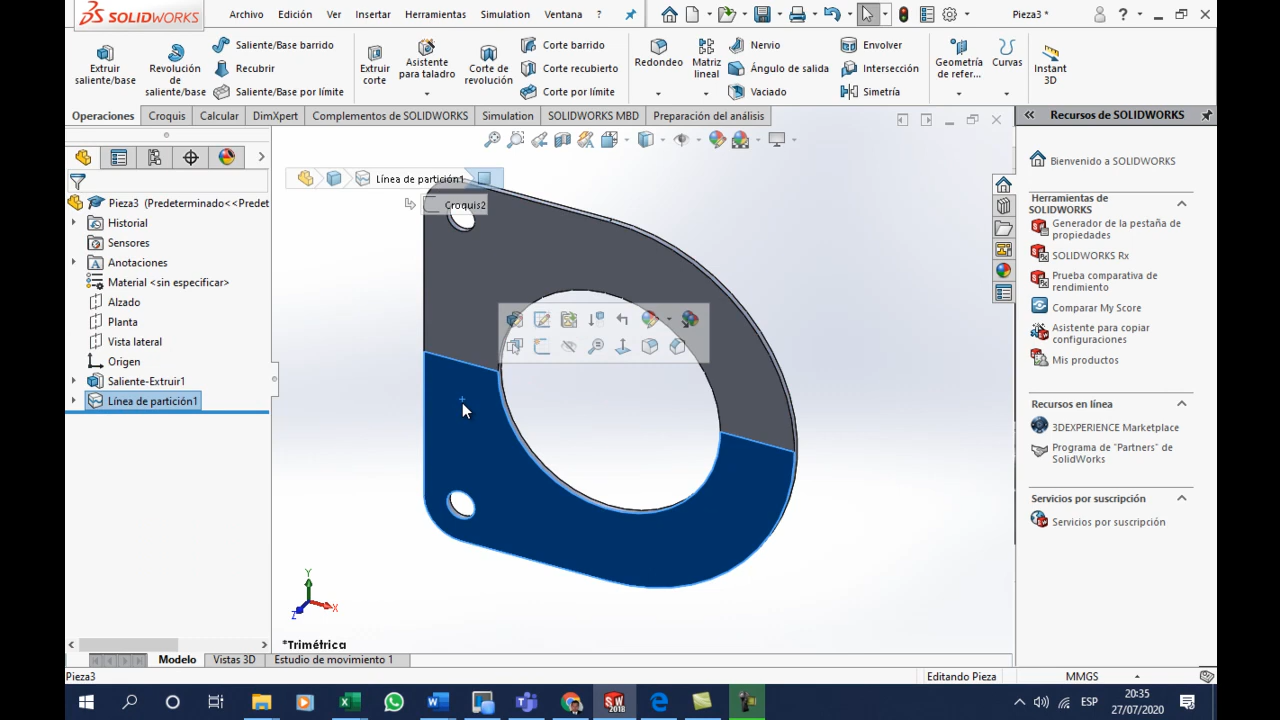 SOLIDWORKS
Archivo Edición Ver Insertar Herramientas Simulation Ventana ? Pieza3 *
Extruir saliente/base
Revolución de saliente/base
Saliente/Base barrido
Recubrir
Saliente/Base por límite
Extruir corte
Asistente para taladro
Corte de revolución
Corte barrido
Corte recubierto
Corte por límite
Redondeo
Matriz lineal
Nervio
Ángulo de salida
Vaciado
Envolver
Intersección
Simetría
Geometría de refer...
Curvas
Instant 3D
Operaciones Croquis Calcular DimXpert Complementos de SOLIDWORKS Simulation SOLIDWORKS MBD Preparación del análisis
Pieza3 (Predeterminado<<Predet
Historial
Sensores
Anotaciones
Material <sin especificar>
Alzado
Planta
Vista lateral
Origen
Saliente-Extruir1
Línea de partición1
Línea de partición1
Croquis2
Y
X
Z
*Trimétrica
Recursos de SOLIDWORKS
Bienvenido a SOLIDWORKS
Herramientas de
SOLIDWORKS
Generador de la pestaña de
propiedades
SOLIDWORKS Rx
Prueba comparativa de
rendimiento
Comparar My Score
Asistente para copiar
configuraciones
Mis productos
Recursos en línea
3DEXPERIENCE Marketplace
Programa de "Partners" de
SolidWorks
Servicios por suscripción
Servicios por suscripción
Modelo Vistas 3D Estudio de movimiento 1
Pieza3 Editando Pieza MMGS
SW 2018
ESP
20:35
27/07/2020